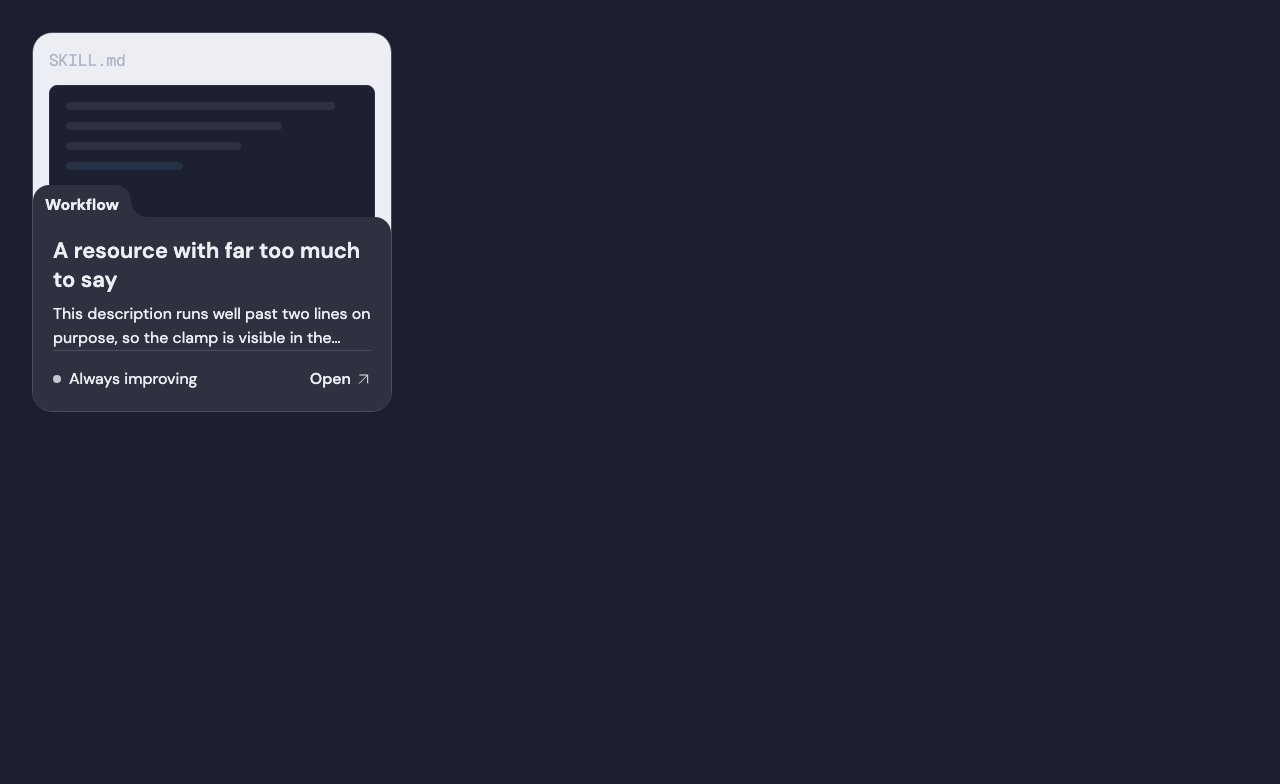 SKILL.md
Workflow
A resource with far too much
to say
This description runs well past two lines on
purpose, so the clamp is visible in the…
Always improving
Open